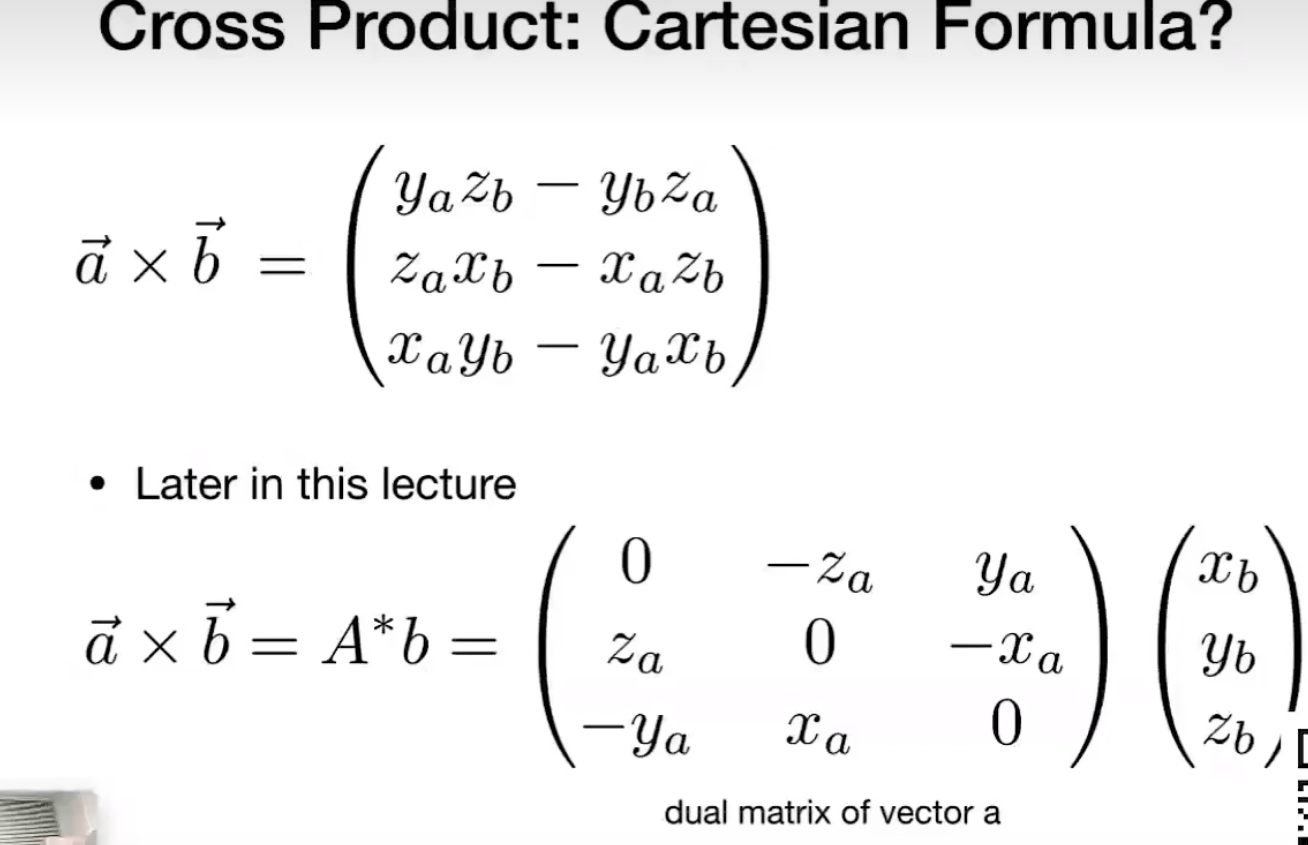 Cross Product: Cartesian Formula?
$\vec{a} \times \vec{b} = \begin{pmatrix} y_a z_b - y_b z_a \\ z_a x_b - x_a z_b \\ x_a y_b - y_a x_b \end{pmatrix}$
• Later in this lecture
$\vec{a} \times \vec{b} = A^* b = \begin{pmatrix} 0 & -z_a & y_a \\ z_a & 0 & -x_a \\ -y_a & x_a & 0 \end{pmatrix} \begin{pmatrix} x_b \\ y_b \\ z_b \end{pmatrix}$
dual matrix of vector a